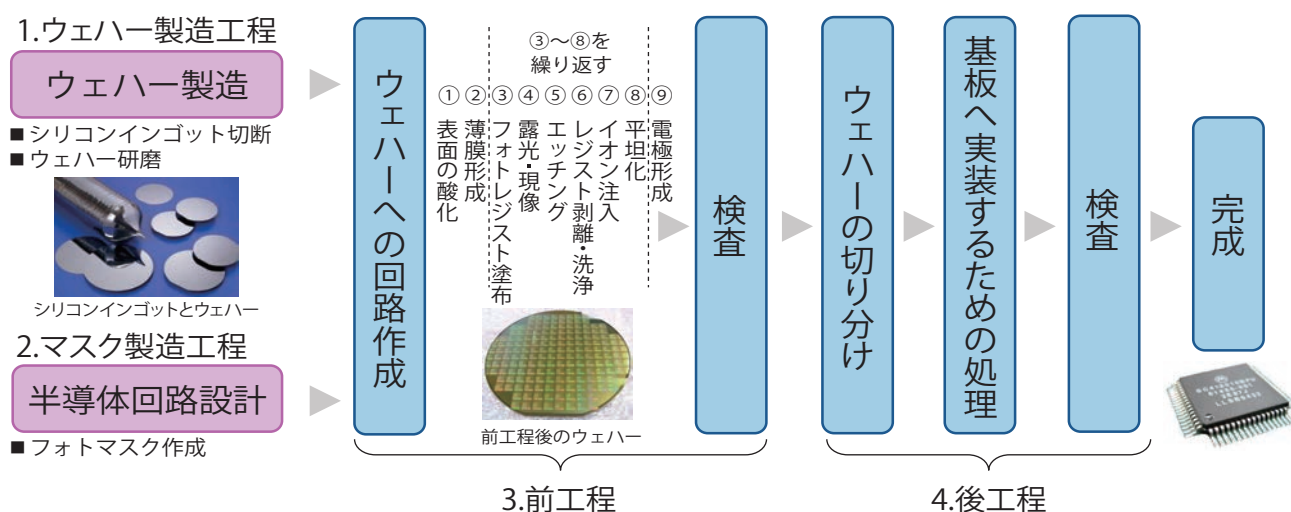 1.ウェハー製造工程
ウェハー製造
■シリコンインゴット切断
■ウェハー研磨
シリコンインゴットとウェハー
2.マスク製造工程
半導体回路設計
■フォトマスク作成
ウェハーへの回路作成
③～⑧を
繰り返す
①表面の酸化
②薄膜形成
③フォトレジスト塗布
④露光・現像
⑤エッチング
⑥レジスト剥離・洗浄
⑦イオン注入
⑧平坦化
⑨電極形成
前工程後のウェハー
検査
3.前工程
ウェハーの切り分け
基板へ実装するための処理
検査
4.後工程
完成